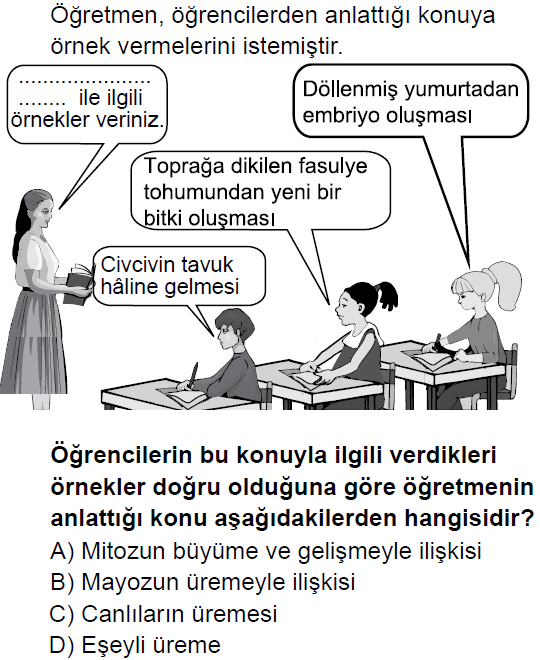 Öğretmen, öğrencilerden anlattığı konuya
örnek vermelerini istemiştir.
......................
........ ile ilgili
örnekler veriniz.
Döllenmiş yumurtadan
embriyo oluşması
Toprağa dikilen fasulye
tohumundan yeni bir
bitki oluşması
Civcivin tavuk
hâline gelmesi
Öğrencilerin bu konuyla ilgili verdikleri
örnekler doğru olduğuna göre öğretmenin
anlattığı konu aşağıdakilerden hangisidir?
A) Mitozun büyüme ve gelişmeyle ilişkisi
B) Mayozun üremeyle ilişkisi
C) Canlıların üremesi
D) Eşeyli üreme